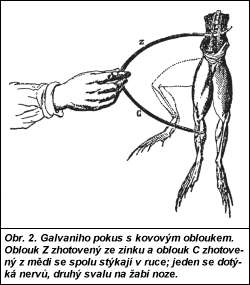 Z
C
Obr. 2. Galvaniho pokus s kovovým obloukem.
Oblouk Z zhotovený ze zinku a oblouk C zhotove-
ný z mědi se spolu stýkají v ruce; jeden se dotý-
ká nervů, druhý svalu na žabí noze.